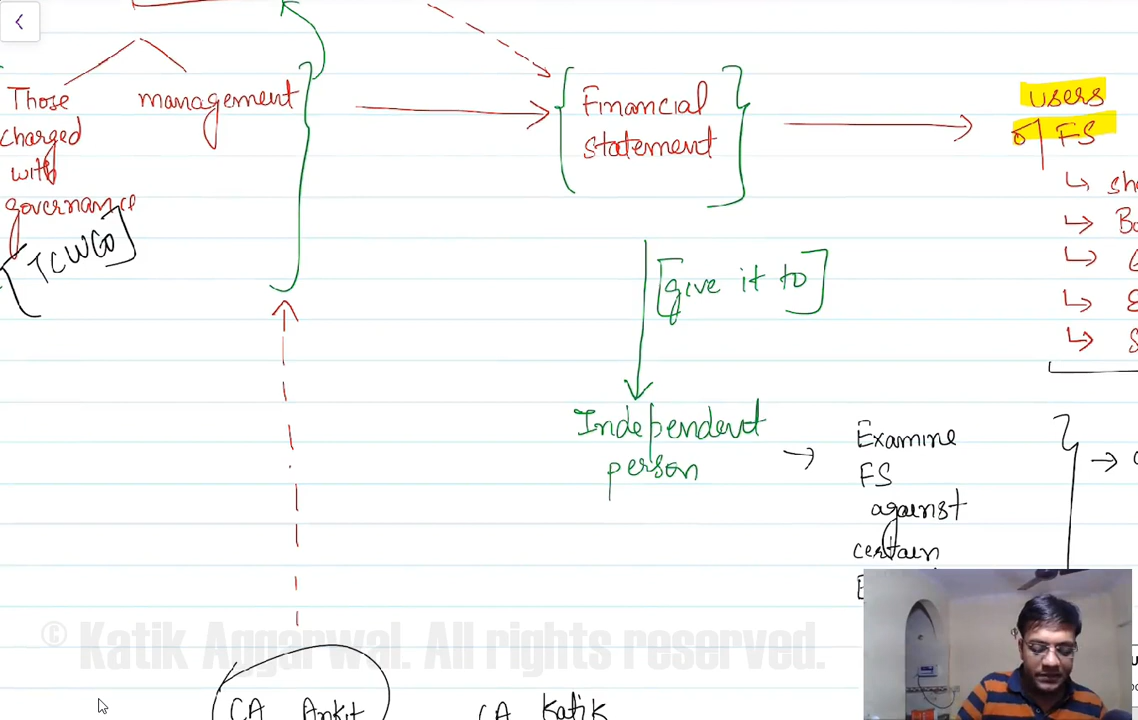 Those
charged
with
governance
[TCWG]
management
Financial
statement
users
of FS
[give it to]
Independent
person
Examine
FS
against
certain
© Katik Aggarwal. All rights reserved.
CA Ankit
CA Katik